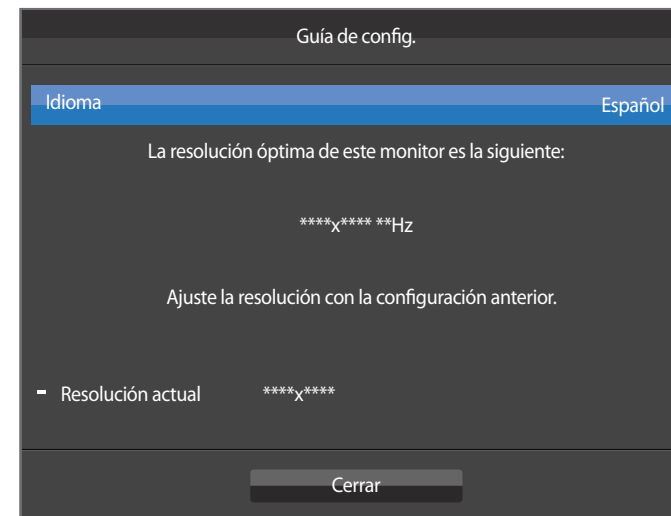 Guía de config.
Idioma Español
La resolución óptima de este monitor es la siguiente:
****x**** **Hz
Ajuste la resolución con la configuración anterior.
- Resolución actual ****x****
Cerrar